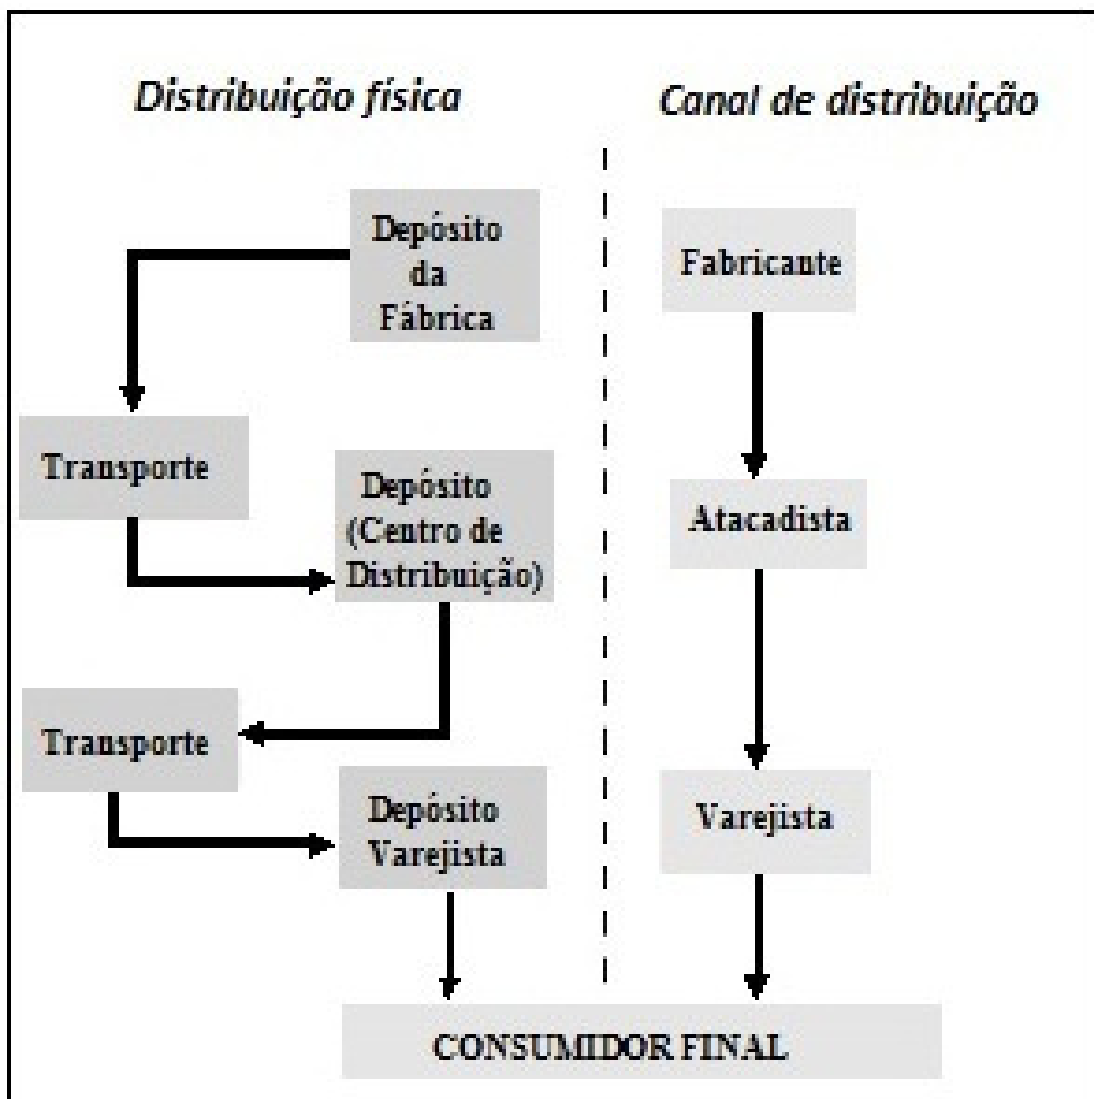 Distribuição física
Depósito
da
Fábrica
Transporte
Depósito
(Centro de
Distribuição)
Transporte
Depósito
Varejista
Canal de distribuição
Fabricante
Atacadista
Varejista
CONSUMIDOR FINAL